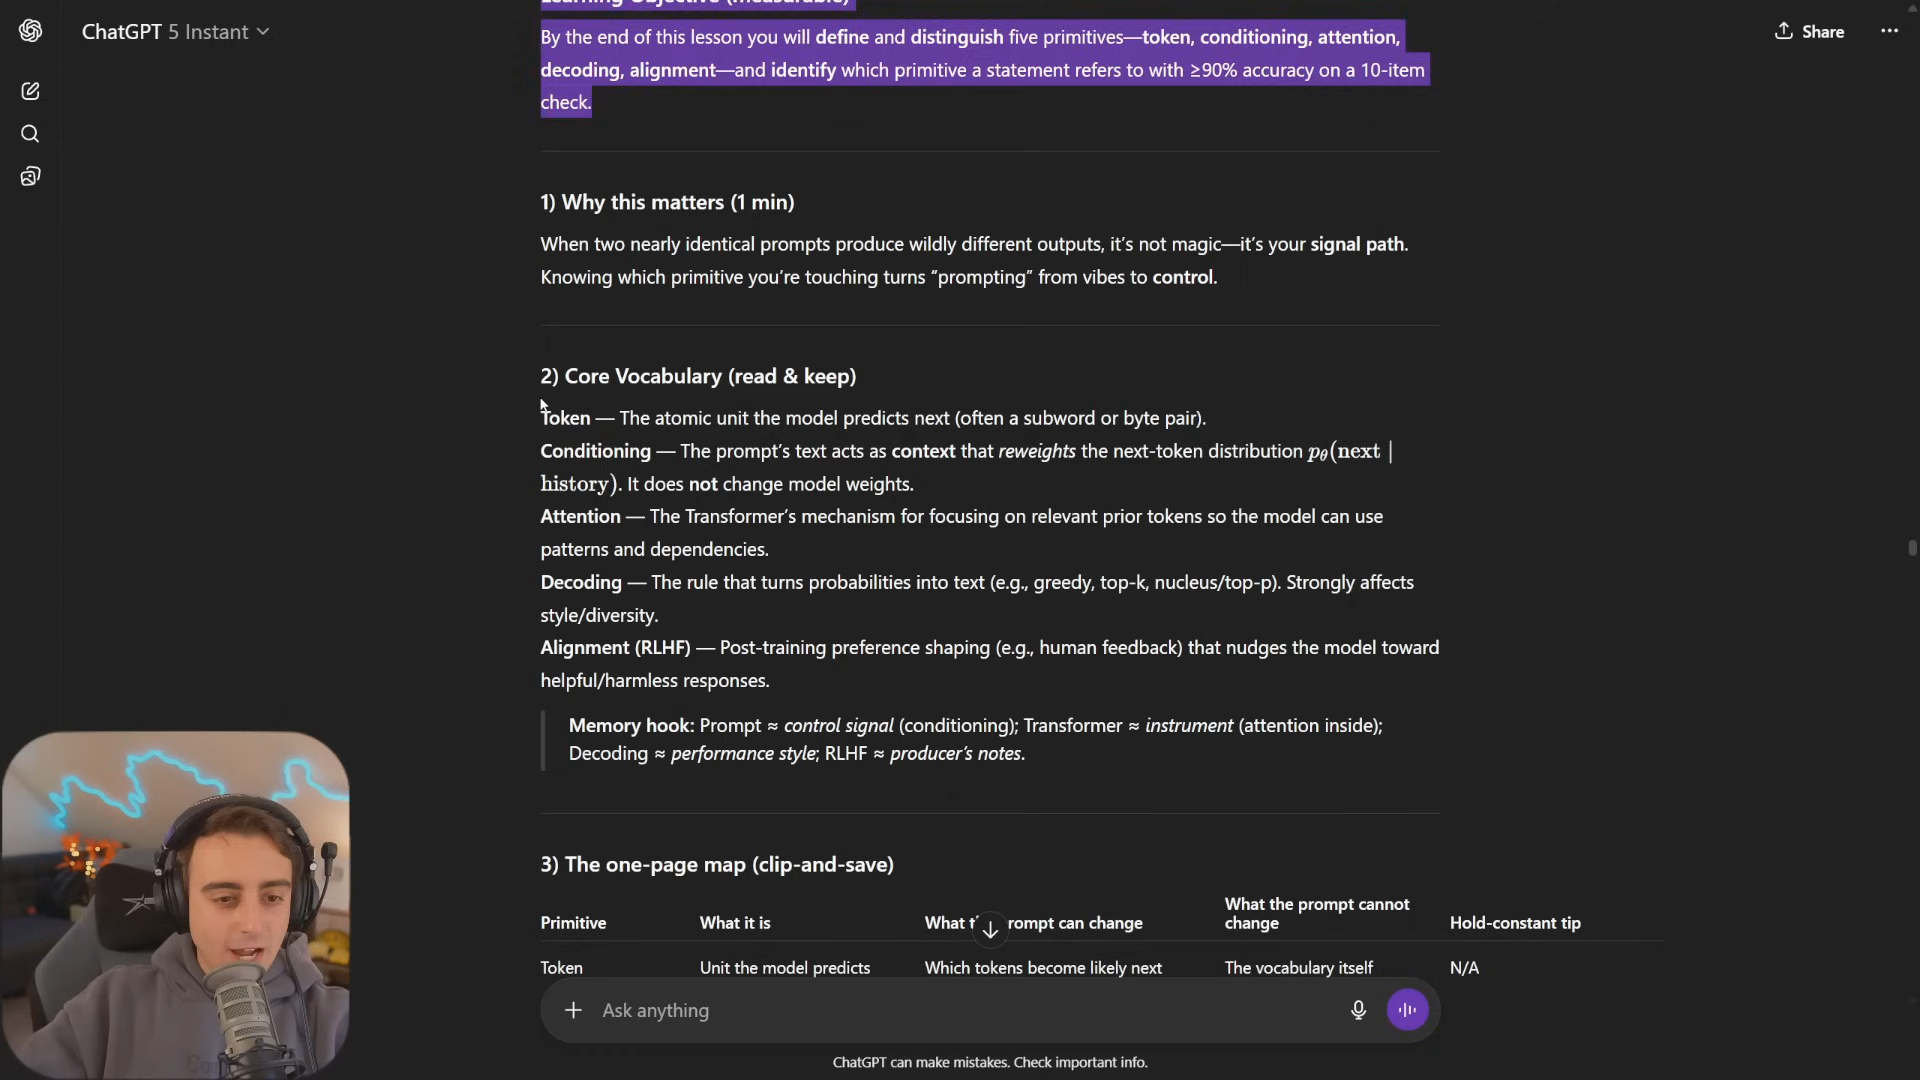 Learning Objective (measurable)
ChatGPT 5 Instant
Share
By the end of this lesson you will define and distinguish five primitives—token, conditioning, attention,
decoding, alignment—and identify which primitive a statement refers to with ≥90% accuracy on a 10-item
check.
1) Why this matters (1 min)
When two nearly identical prompts produce wildly different outputs, it’s not magic—it’s your signal path.
Knowing which primitive you’re touching turns “prompting” from vibes to control.
2) Core Vocabulary (read & keep)
Token — The atomic unit the model predicts next (often a subword or byte pair).
Conditioning — The prompt’s text acts as context that reweights the next-token distribution pθ(next |
history). It does not change model weights.
Attention — The Transformer’s mechanism for focusing on relevant prior tokens so the model can use
patterns and dependencies.
Decoding — The rule that turns probabilities into text (e.g., greedy, top-k, nucleus/top-p). Strongly affects
style/diversity.
Alignment (RLHF) — Post-training preference shaping (e.g., human feedback) that nudges the model toward
helpful/harmless responses.
Memory hook: Prompt ≈ control signal (conditioning); Transformer ≈ instrument (attention inside);
Decoding ≈ performance style; RLHF ≈ producer’s notes.
3) The one-page map (clip-and-save)
Primitive What it is What the prompt can change What the prompt cannot
change Hold-constant tip
Token Unit the model predicts Which tokens become likely next The vocabulary itself N/A
Ask anything
ChatGPT can make mistakes. Check important info.